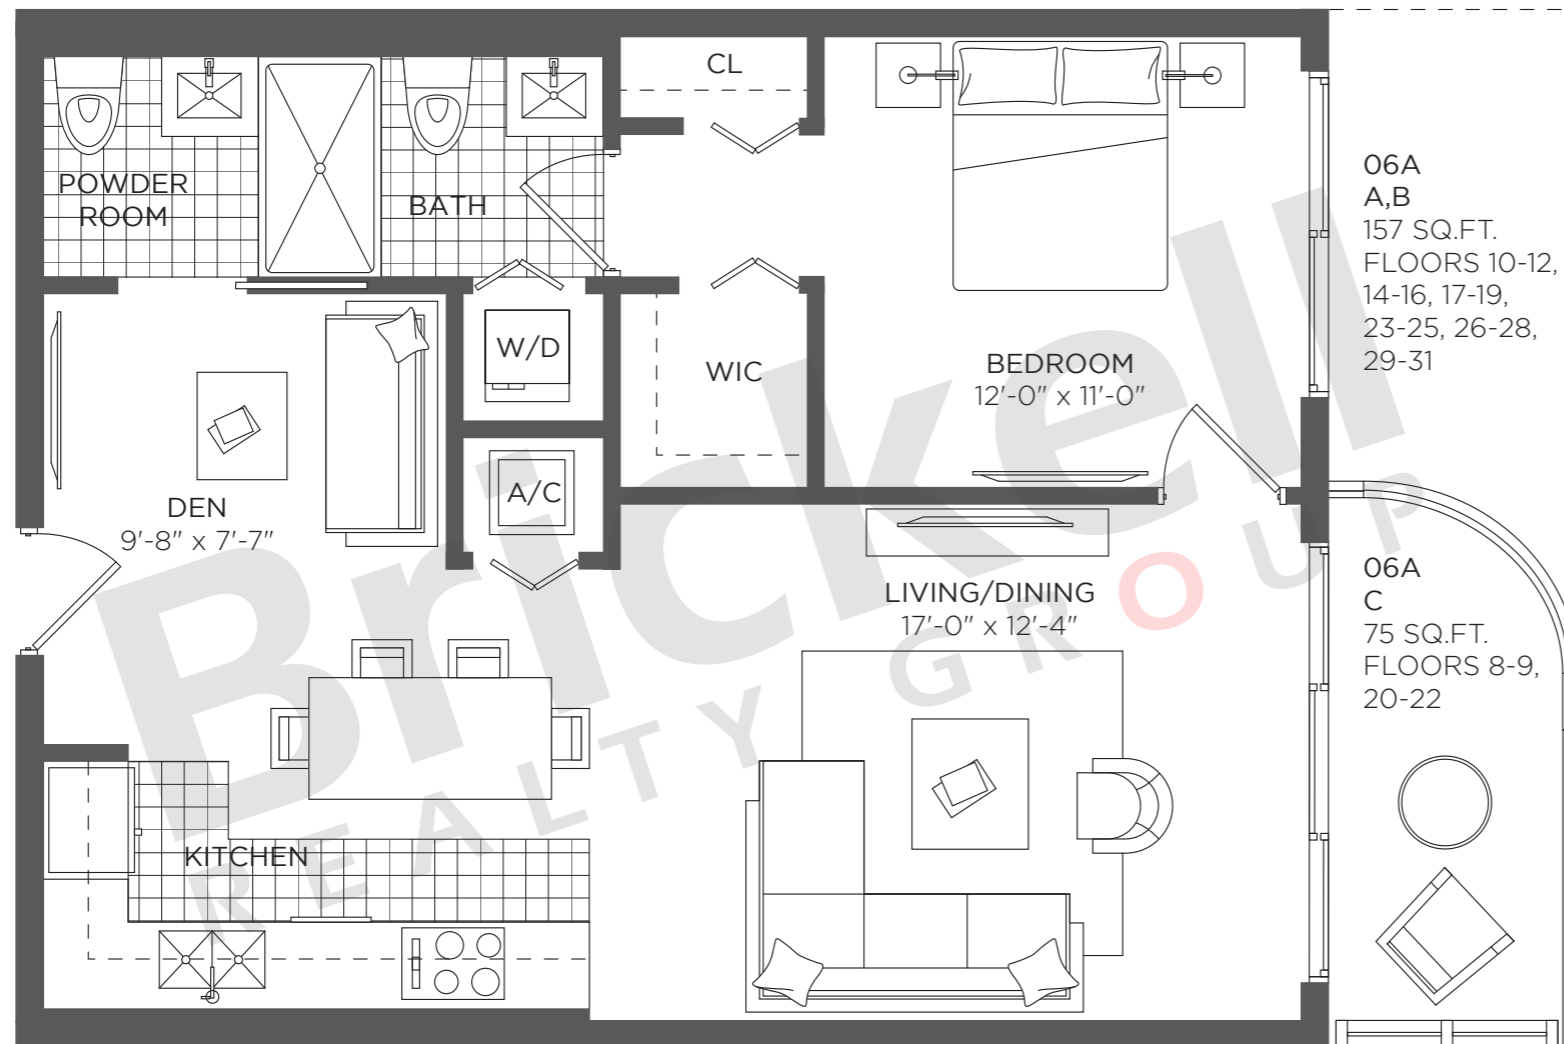 CL
POWDER
ROOM
BATH
06A
A,B
157 SQ.FT.
FLOORS 10-12,
14-16, 17-19,
23-25, 26-28,
29-31
W/D
WIC
BEDROOM
12'-0" x 11'-0"
A/C
DEN
9'-8" x 7'-7"
LIVING/DINING
17'-0" x 12'-4"
06A
C
75 SQ.FT.
FLOORS 8-9,
20-22
KITCHEN
Brickell
REALTY GROUP